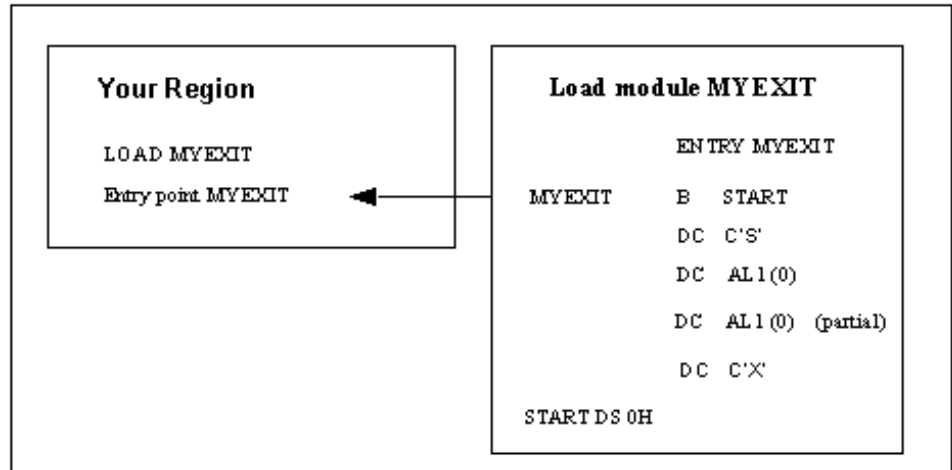 Your Region
LOAD MYEXIT
Entry point MYEXIT
Load module MYEXIT
ENTRY MYEXIT
MYEXIT B START
DC C'S'
DC AL1(0)
DC AL1(0) (partial)
DC C'X'
START DS 0H